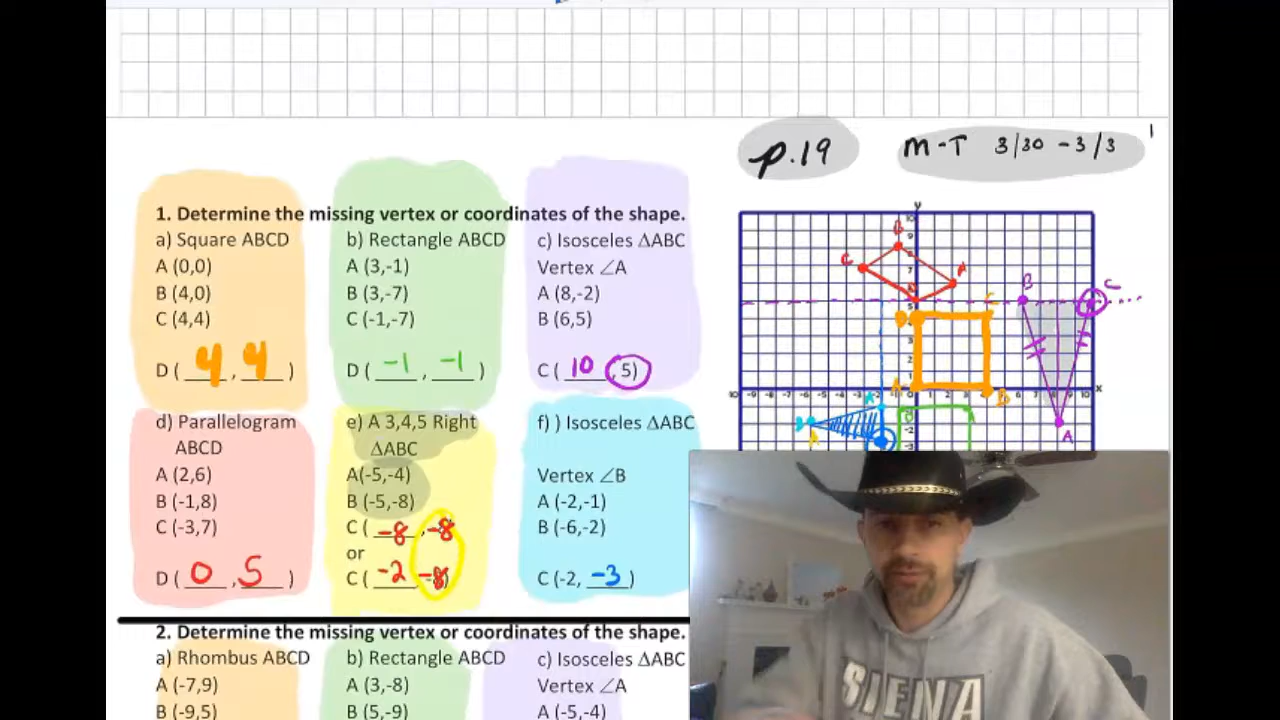 p.19
M-T 3/30 - 3/3
1. Determine the missing vertex or coordinates of the shape.
a) Square ABCD
A (0,0)
B (4,0)
C (4,4)
D ( 4 , 4 )
b) Rectangle ABCD
A (3,-1)
B (3,-7)
C (-1,-7)
D ( -1 , -1 )
c) Isosceles ΔABC
Vertex ∠A
A (8,-2)
B (6,5)
C ( 10 , 5)
d) Parallelogram
ABCD
A (2,6)
B (-1,8)
C (-3,7)
D ( 0 , 5 )
e) A 3,4,5 Right
ΔABC
A(-5,-4)
B (-5,-8)
C ( -8 , -8
or
C ( -2 -8 )
f) ) Isosceles ΔABC
Vertex ∠B
A (-2,-1)
B (-6,-2)
C (-2, -3 )
2. Determine the missing vertex or coordinates of the shape.
a) Rhombus ABCD
A (-7,9)
B (-9,5)
b) Rectangle ABCD
A (3,-8)
B (5,-9)
c) Isosceles ΔABC
Vertex ∠A
A (-5,-4)
y
x
B
C
A
D
C
A
B
B
C
A
A
B
SIENA